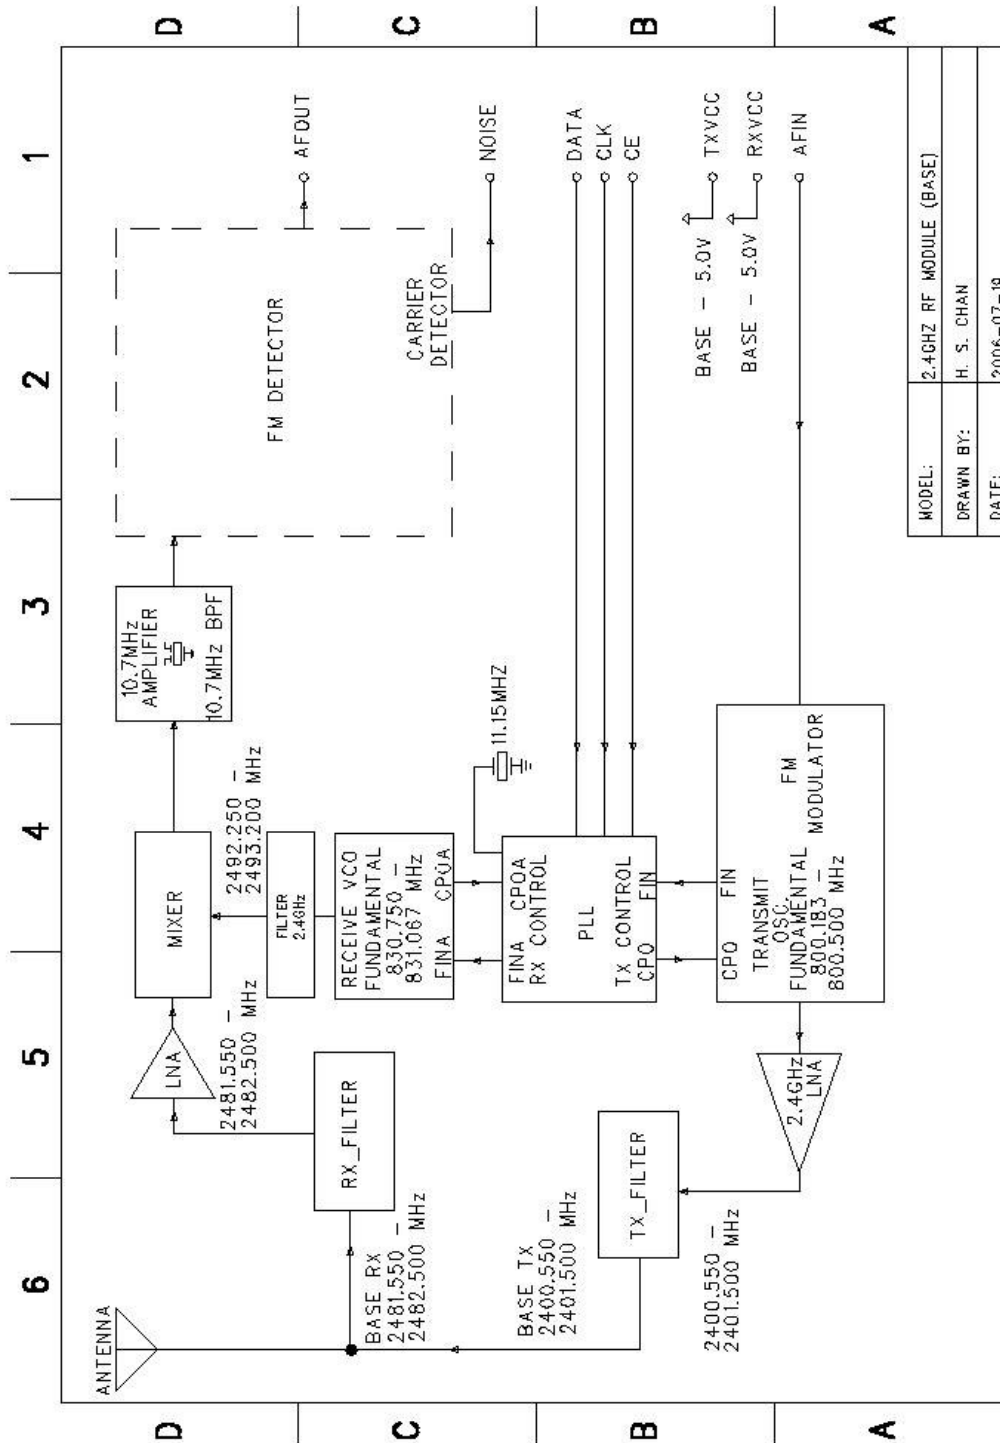 6
5
4
3
2
1
D
D
C
C
B
B
A
A
ANTENNA
LNA
2481.550 –
2482.500 MHz
MIXER
2492.250 –
2493.200 MHz
10.7MHz
AMPLIFIER
10.7MHz BPF
FM DETECTOR
CARRIER
DETECTOR
AFOUT
NOISE
BASE RX
2481.550 –
2482.500 MHz
RX_FILTER
FILTER
2.4GHz
RECEIVE VCO
FUNDAMENTAL
830.750 –
831.067 MHz
FINA CPOA
11.15MHZ
FINA CPOA
RX CONTROL
PLL
TX CONTROL
CPO FIN
DATA
CLK
CE
BASE TX
2400.550 –
2401.500 MHz
TX_FILTER
2400.550 –
2401.500 MHz
2.4GHz
LNA
CPO FIN
TRANSMIT
OSC.
FUNDAMENTAL
800.183 –
800.500 MHz
FM
MODULATOR
BASE – 5.0V TXVCC
BASE – 5.0V RXVCC
AFIN
MODEL: 2.4GHZ RF MODULE (BASE)
DRAWN BY: H. S. CHAN
DATE: 2006-07-19